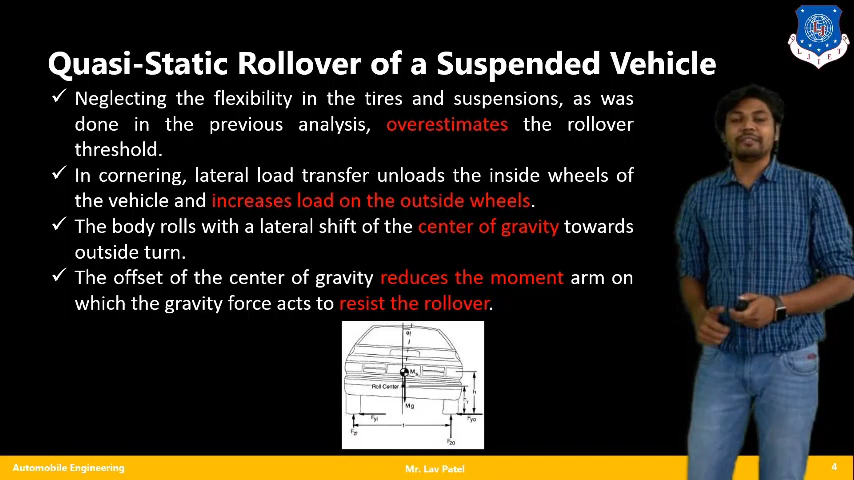 Quasi-Static Rollover of a Suspended Vehicle
✓ Neglecting the flexibility in the tires and suspensions, as was
done in the previous analysis, overestimates the rollover
threshold.
✓ In cornering, lateral load transfer unloads the inside wheels of
the vehicle and increases load on the outside wheels.
✓ The body rolls with a lateral shift of the center of gravity towards
outside turn.
✓ The offset of the center of gravity reduces the moment arm on
which the gravity force acts to resist the rollover.
Roll Center
Mg
h
t
Fyi
Fyo
Fzi
Fzo
Automobile Engineering
Mr. Lav Patel
4